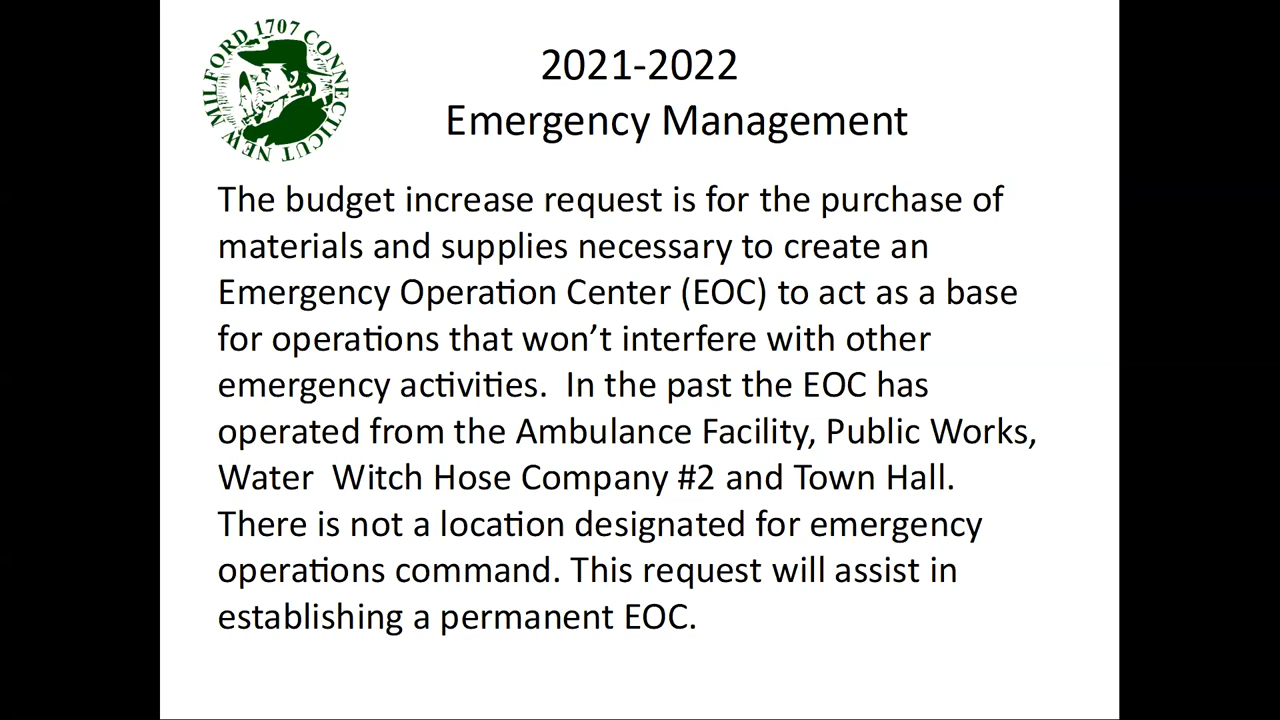 NEW MILFORD 1707 CONNECTICUT
2021-2022
Emergency Management
The budget increase request is for the purchase of
materials and supplies necessary to create an
Emergency Operation Center (EOC) to act as a base
for operations that won’t interfere with other
emergency activities.  In the past the EOC has
operated from the Ambulance Facility, Public Works,
Water  Witch Hose Company #2 and Town Hall.
There is not a location designated for emergency
operations command. This request will assist in
establishing a permanent EOC.